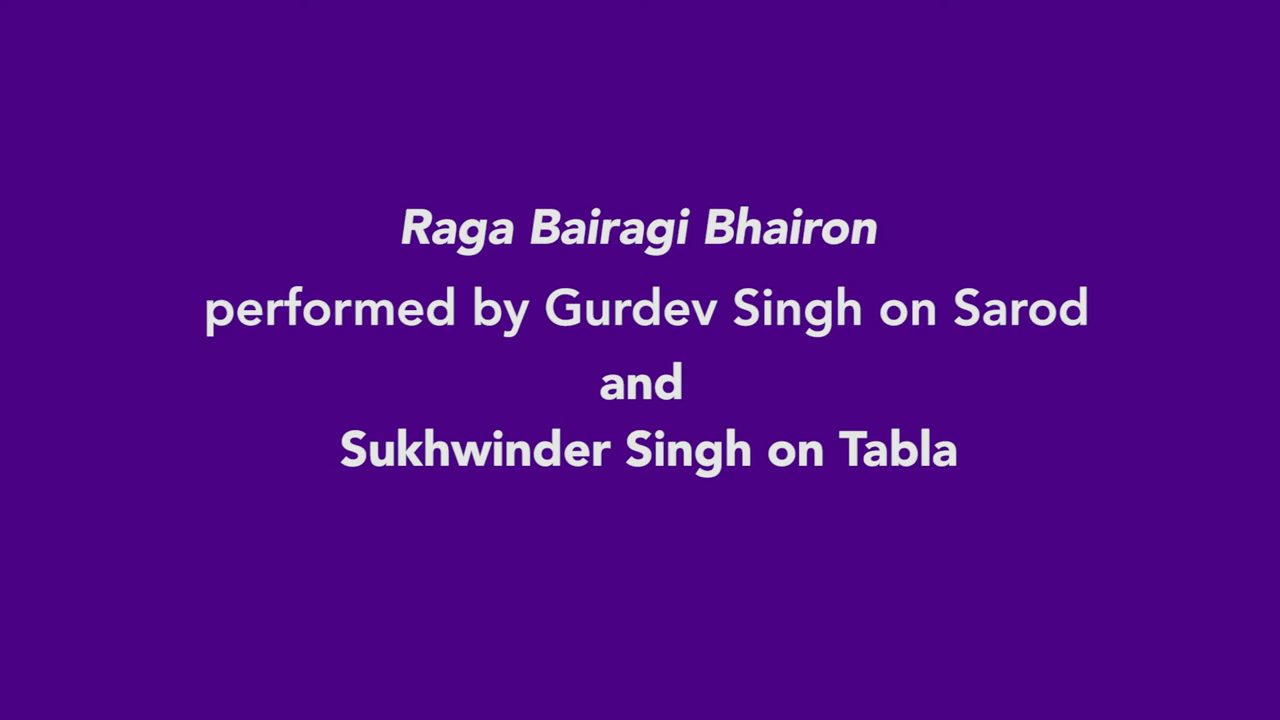 Raga Bairagi Bhairon
performed by Gurdev Singh on Sarod
and
Sukhwinder Singh on Tabla